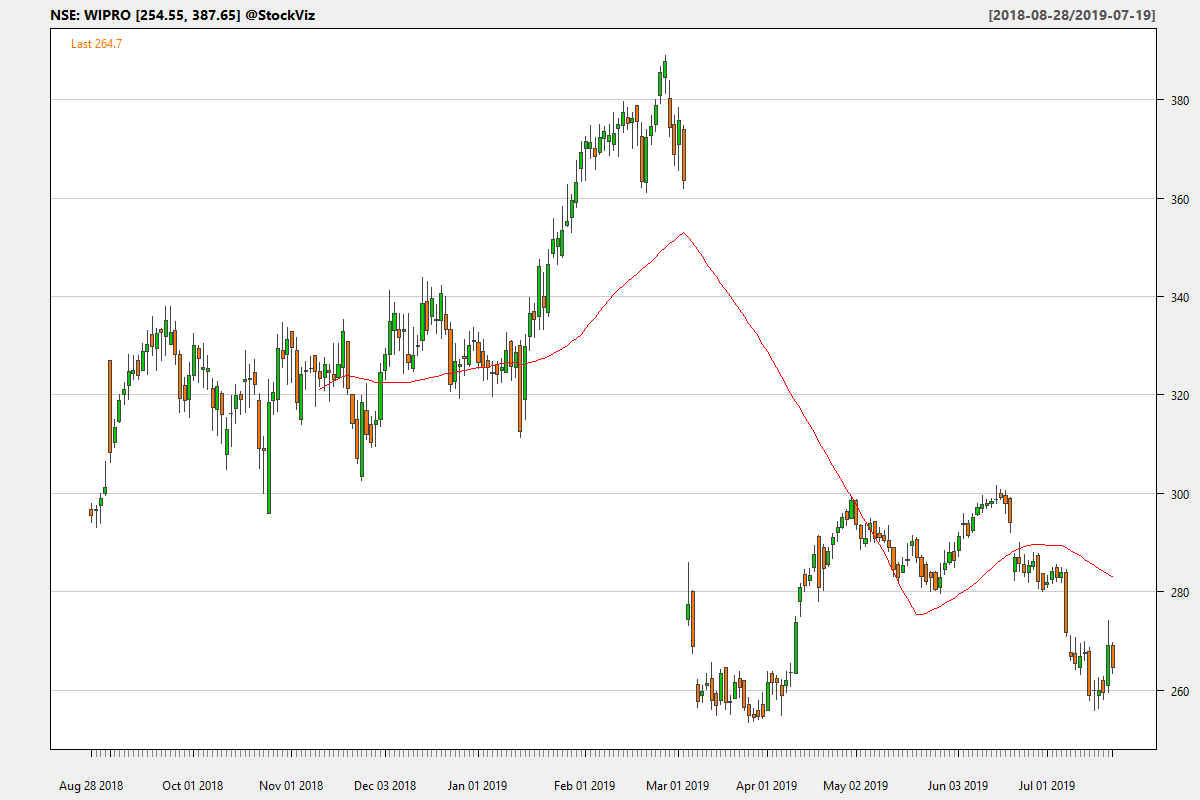 NSE: WIPRO [254.55, 387.65] @StockViz [2018-08-28/2019-07-19]
Last 264.7
380
360
340
320
300
280
260
Aug 28 2018 Oct 01 2018 Nov 01 2018 Dec 03 2018 Jan 01 2019 Feb 01 2019 Mar 01 2019 Apr 01 2019 May 02 2019 Jun 03 2019 Jul 01 2019